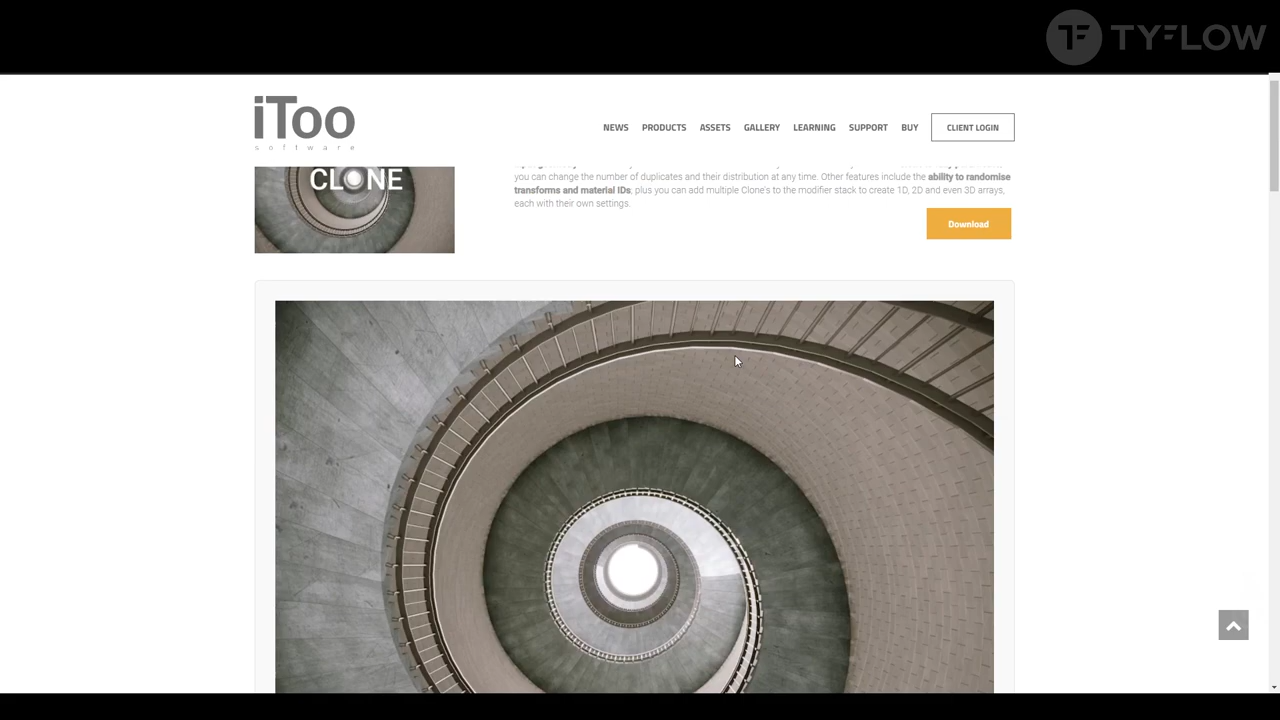 TYFLOW
iToo
software
NEWS PRODUCTS ASSETS GALLERY LEARNING SUPPORT BUY CLIENT LOGIN
CLONE
you can change the number of duplicates and their distribution at any time. Other features include the ability to randomise
transforms and material IDs, plus you can add multiple Clone's to the modifier stack to create 1D, 2D and even 3D arrays,
each with their own settings.
Download